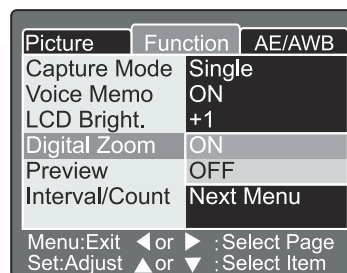 Picture Function AE/AWB
Capture Mode Single
Voice Memo ON
LCD Bright. +1
Digital Zoom ON
Preview OFF
Interval/Count Next Menu
Menu:Exit ◀ or ▶ :Select Page
Set:Adjust ▲ or ▼ :Select Item